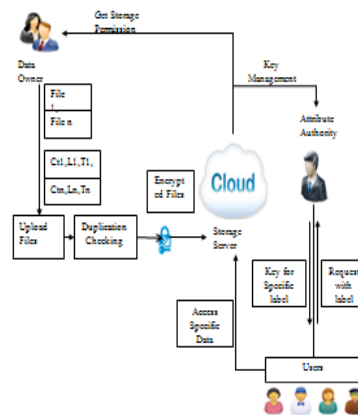 Get Storage
Permission
Data
Owner
Key
Management
File
1,
File n
Attribute
Authority
Ct1,L1,T1,
Ctn,Ln,Tn
Encrypt
ed Files
Cloud
Upload
Files
Duplication
Checking
Storage
Server
Key for
Specific
label
Request
with
label
Access
Specific
Data
Users